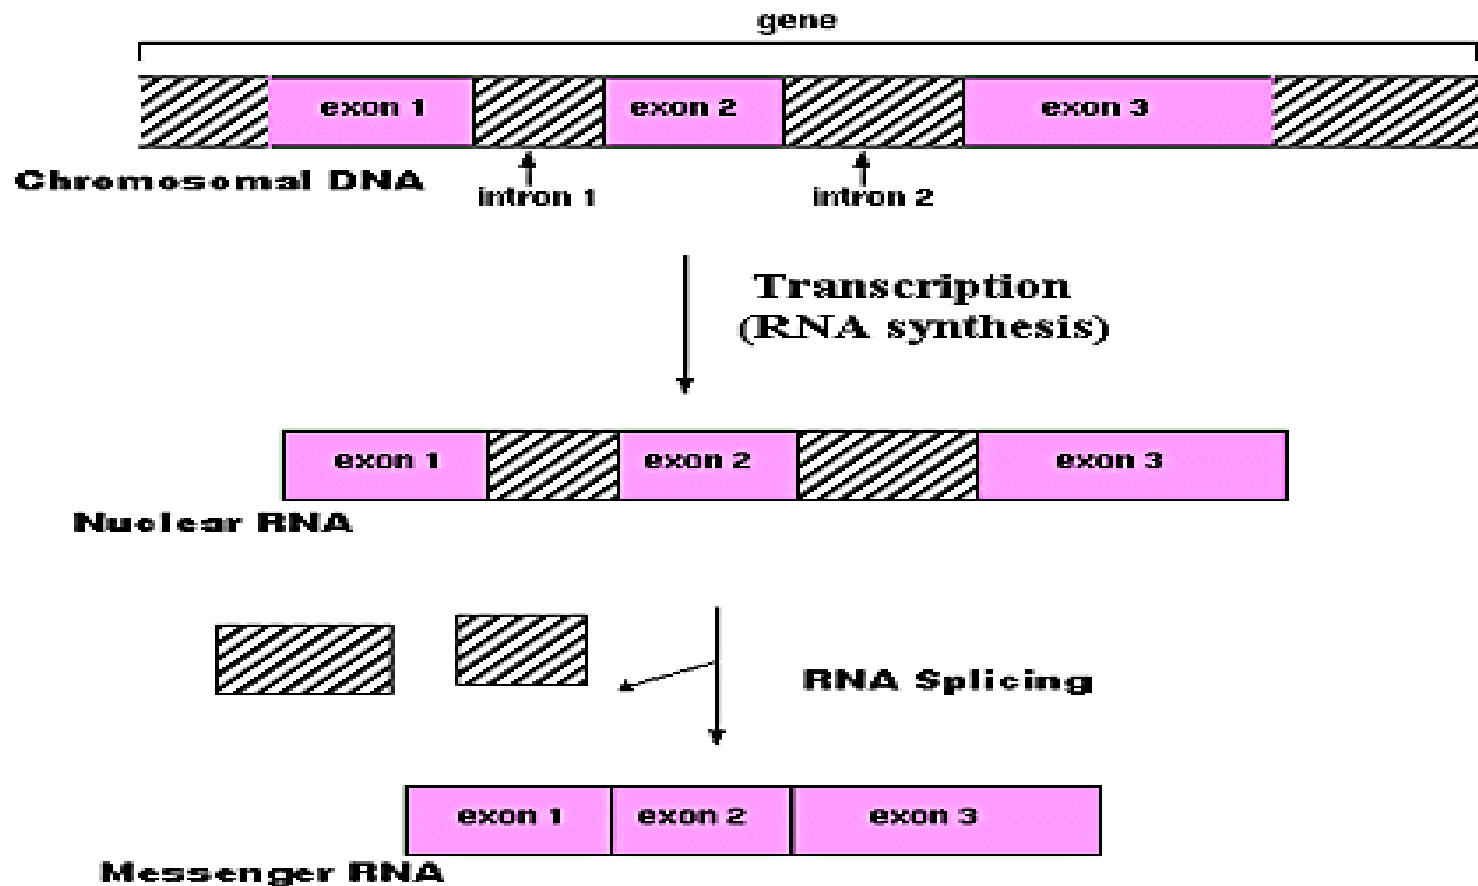 gene
exon 1
exon 2
exon 3
Chromosomal DNA
intron 1
intron 2
Transcription
(RNA synthesis)
exon 1
exon 2
exon 3
Nuclear RNA
RNA Splicing
exon 1
exon 2
exon 3
Messenger RNA